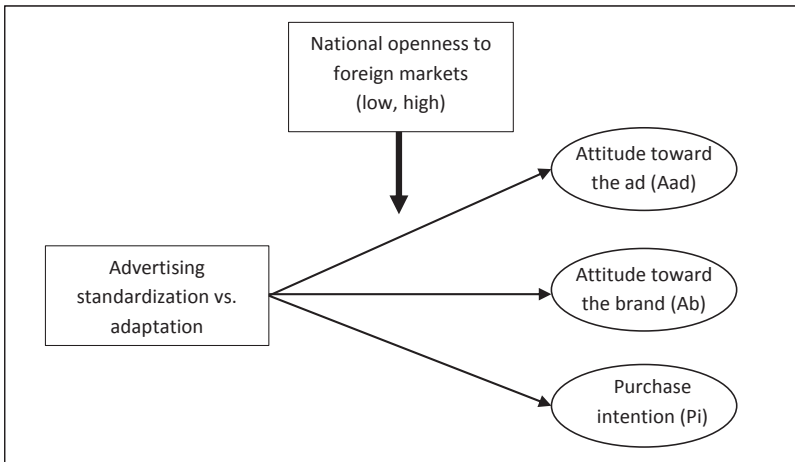 National openness to
foreign markets
(low, high)
Attitude toward
the ad (Aad)
Advertising
standardization vs.
adaptation
Attitude toward
the brand (Ab)
Purchase
intention (Pi)